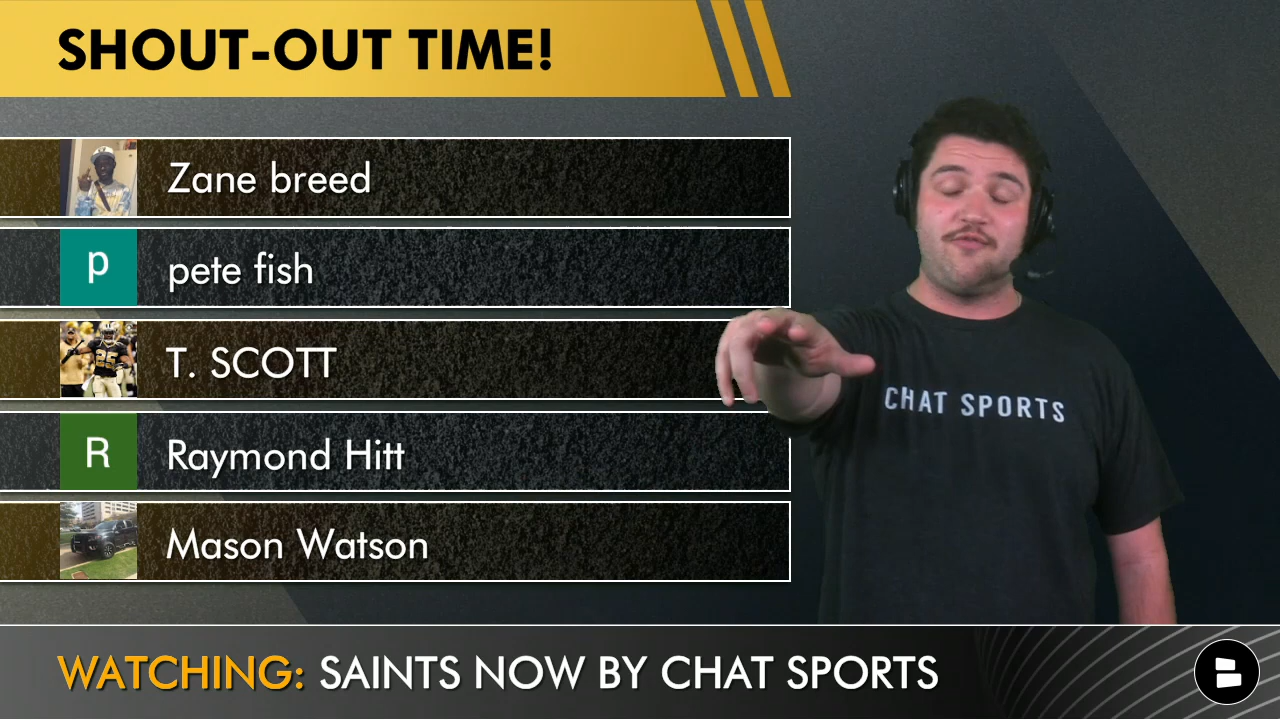 SHOUT-OUT TIME!
Zane breed
p
pete fish
25
T. SCOTT
R
Raymond Hitt
Mason Watson
CHAT SPORTS
WATCHING: SAINTS NOW BY CHAT SPORTS